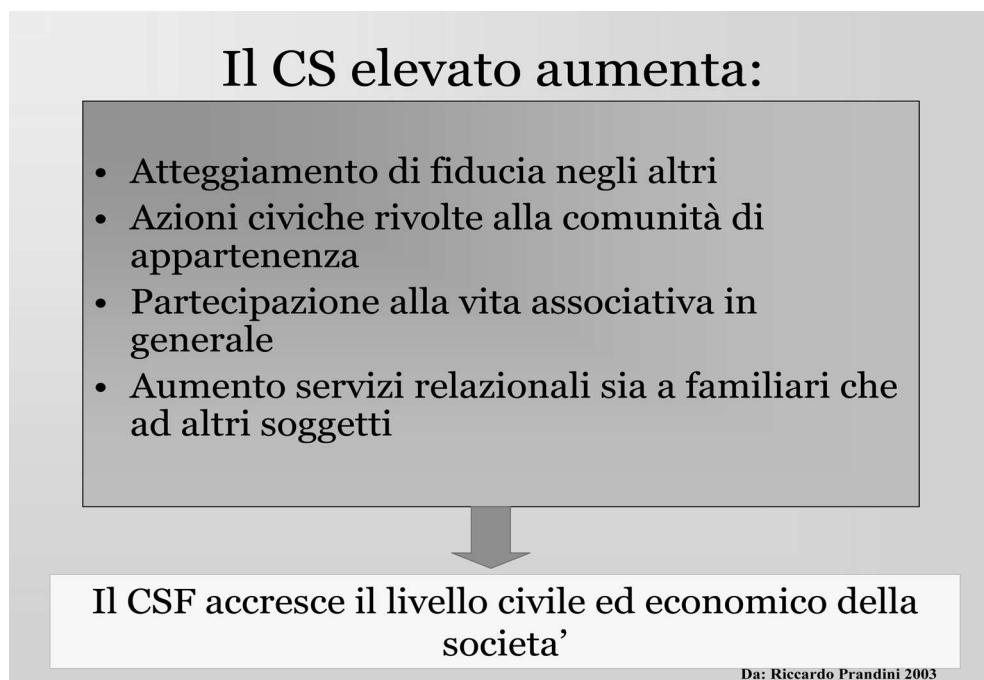 Il CS elevato aumenta:
• Atteggiamento di fiducia negli altri
• Azioni civiche rivolte alla comunità di
appartenenza
• Partecipazione alla vita associativa in
generale
• Aumento servizi relazionali sia a familiari che
ad altri soggetti
Il CSF accresce il livello civile ed economico della
societa’
Da: Riccardo Prandini 2003